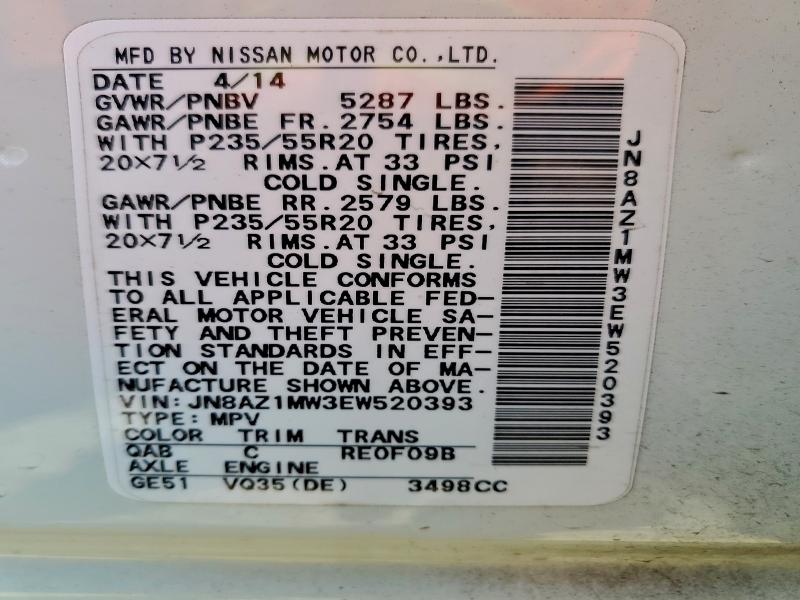 MFD BY NISSAN MOTOR CO.,LTD.
DATE 4/14
GVWR/PNBV 5287 LBS.
GAWR/PNBE FR. 2754 LBS.
WITH P235/55R20 TIRES,
20×7½ RIMS.AT 33 PSI
COLD SINGLE.
GAWR/PNBE RR. 2579 LBS.
WITH P235/55R20 TIRES,
20×7½ RIMS.AT 33 PSI
COLD SINGLE.
THIS VEHICLE CONFORMS
TO ALL APPLICABLE FED-
ERAL MOTOR VEHICLE SA-
FETY AND THEFT PREVEN-
TION STANDARDS IN EFF-
ECT ON THE DATE OF MA-
NUFACTURE SHOWN ABOVE.
VIN: JN8AZ1MW3EW520393
TYPE: MPV
COLOR TRIM TRANS
QAB C RE0F09B
AXLE ENGINE
GE51 VQ35(DE) 3498CC
JN8AZ1MW3EW520393